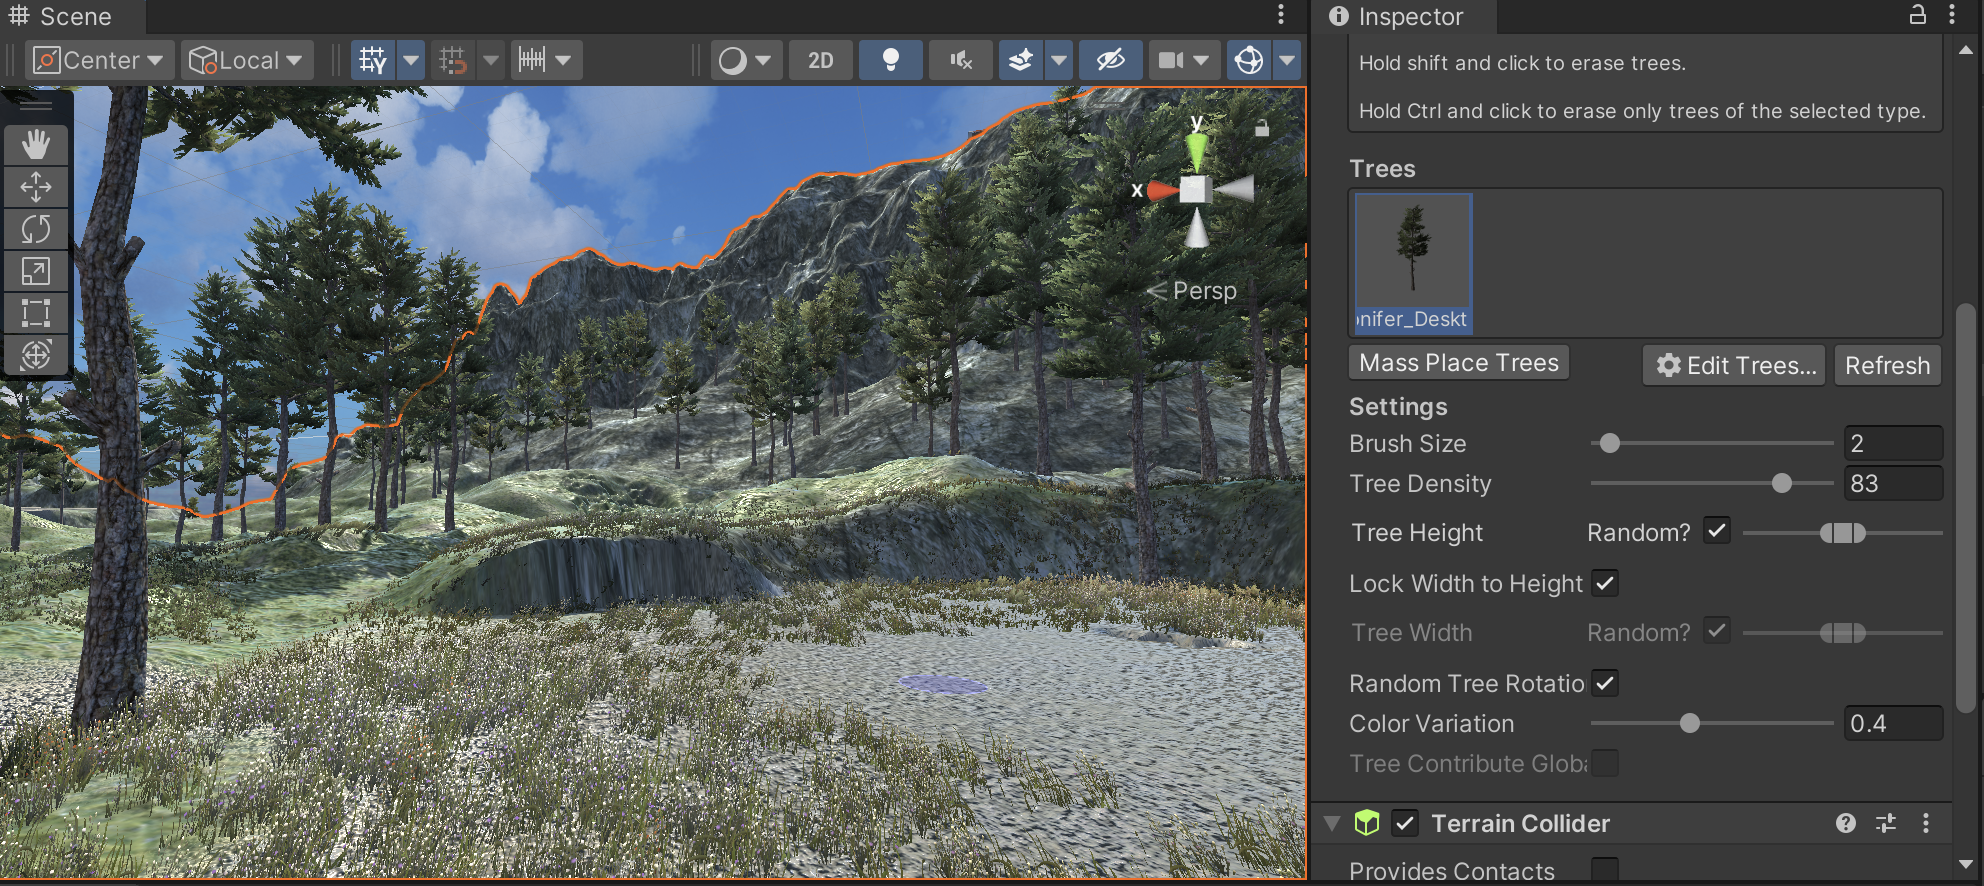 Scene
Inspector
Center
Local
2D
Hold shift and click to erase trees.
Hold Ctrl and click to erase only trees of the selected type.
y
x
Persp
Trees
onifer_Deskt
Mass Place Trees
Edit Trees...
Refresh
Settings
Brush Size
2
Tree Density
83
Tree Height
Random?
Lock Width to Height
Tree Width
Random?
Random Tree Rotatio
Color Variation
0.4
Tree Contribute Globa
Terrain Collider
Provides Contacts